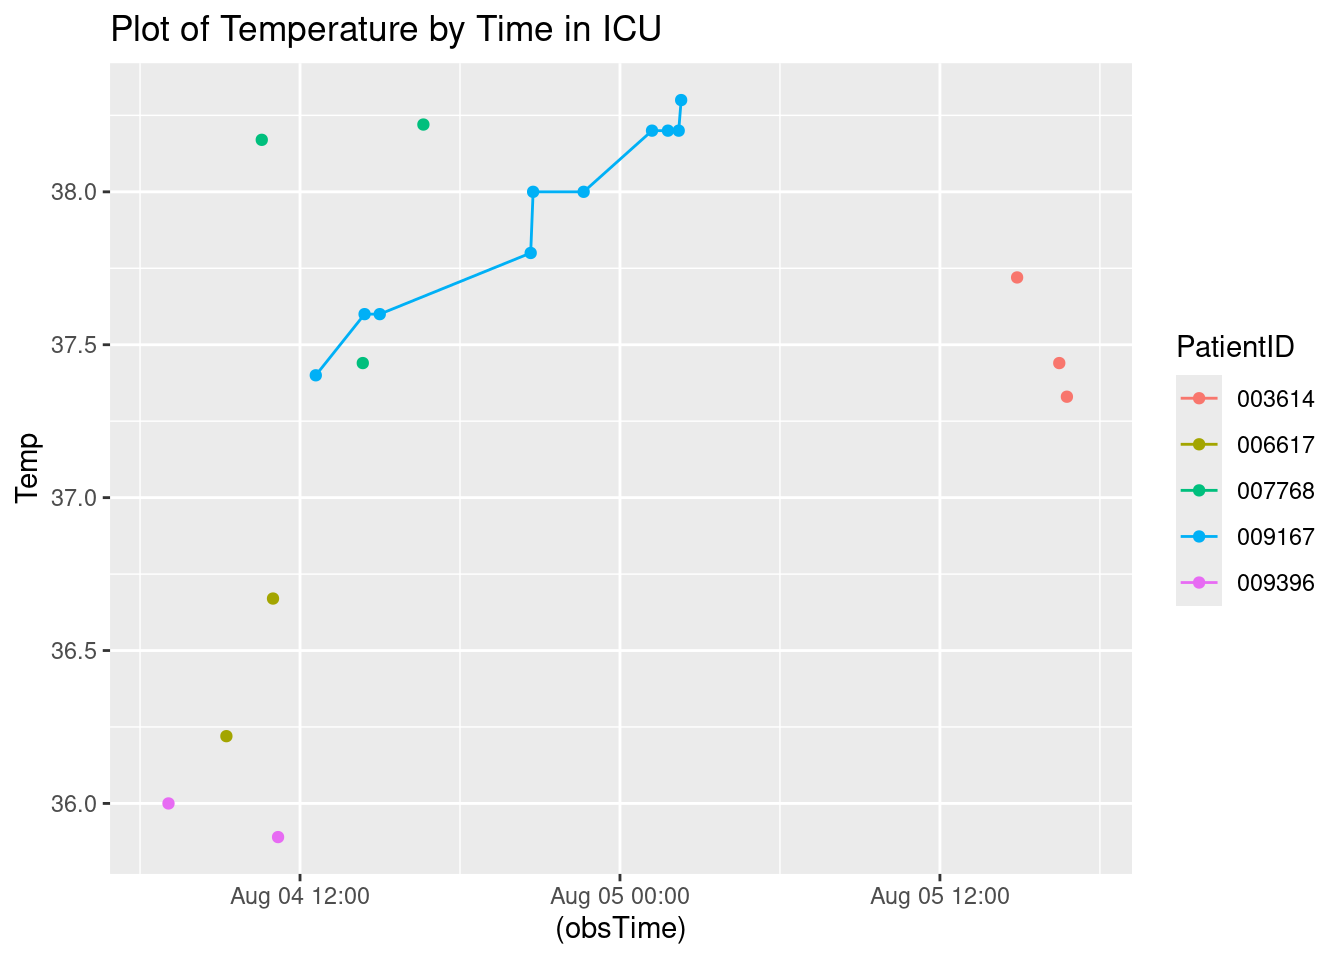 Plot of Temperature by Time in ICU
38.0
37.5
37.0
36.5
36.0
Temp
Aug 04 12:00
Aug 05 00:00
Aug 05 12:00
(obsTime)
PatientID
003614
006617
007768
009167
009396